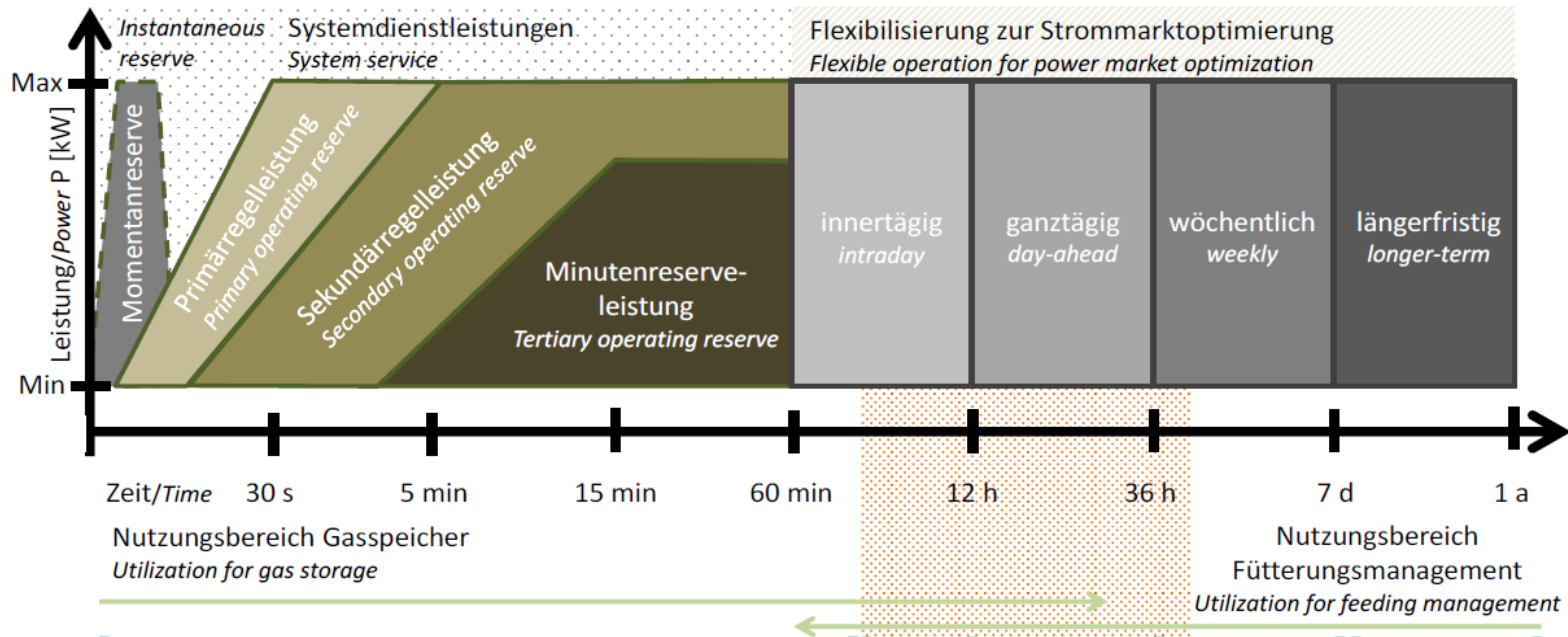 Instantaneous
reserve
Systemdienstleistungen
System service
Flexibilisierung zur Strommarktoptimierung
Flexible operation for power market optimization
Leistung/Power P [kW]
Max
Min
Momentanreserve
Primärregelleistung
Primary operating reserve
Sekundärregelleistung
Secondary operating reserve
Minutenreserve-
leistung
Tertiary operating reserve
innertägig
intraday
ganztägig
day-ahead
wöchentlich
weekly
längerfristig
longer-term
Zeit/Time 30 s 5 min 15 min 60 min 12 h 36 h 7 d 1 a
Nutzungsbereich Gasspeicher
Utilization for gas storage
Nutzungsbereich
Fütterungsmanagement
Utilization for feeding management